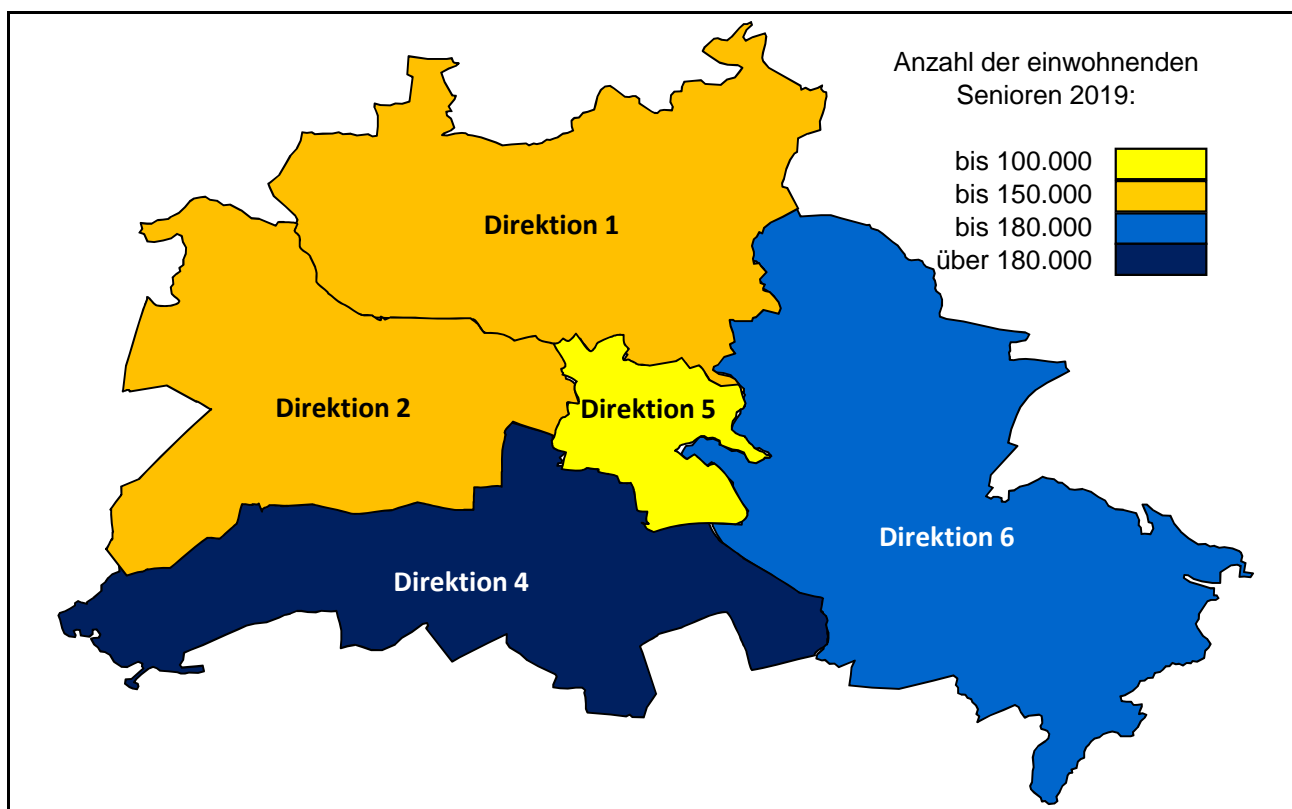 Anzahl der einwohnenden
Senioren 2019:
bis 100.000
bis 150.000
bis 180.000
über 180.000
Direktion 1
Direktion 2
Direktion 5
Direktion 6
Direktion 4